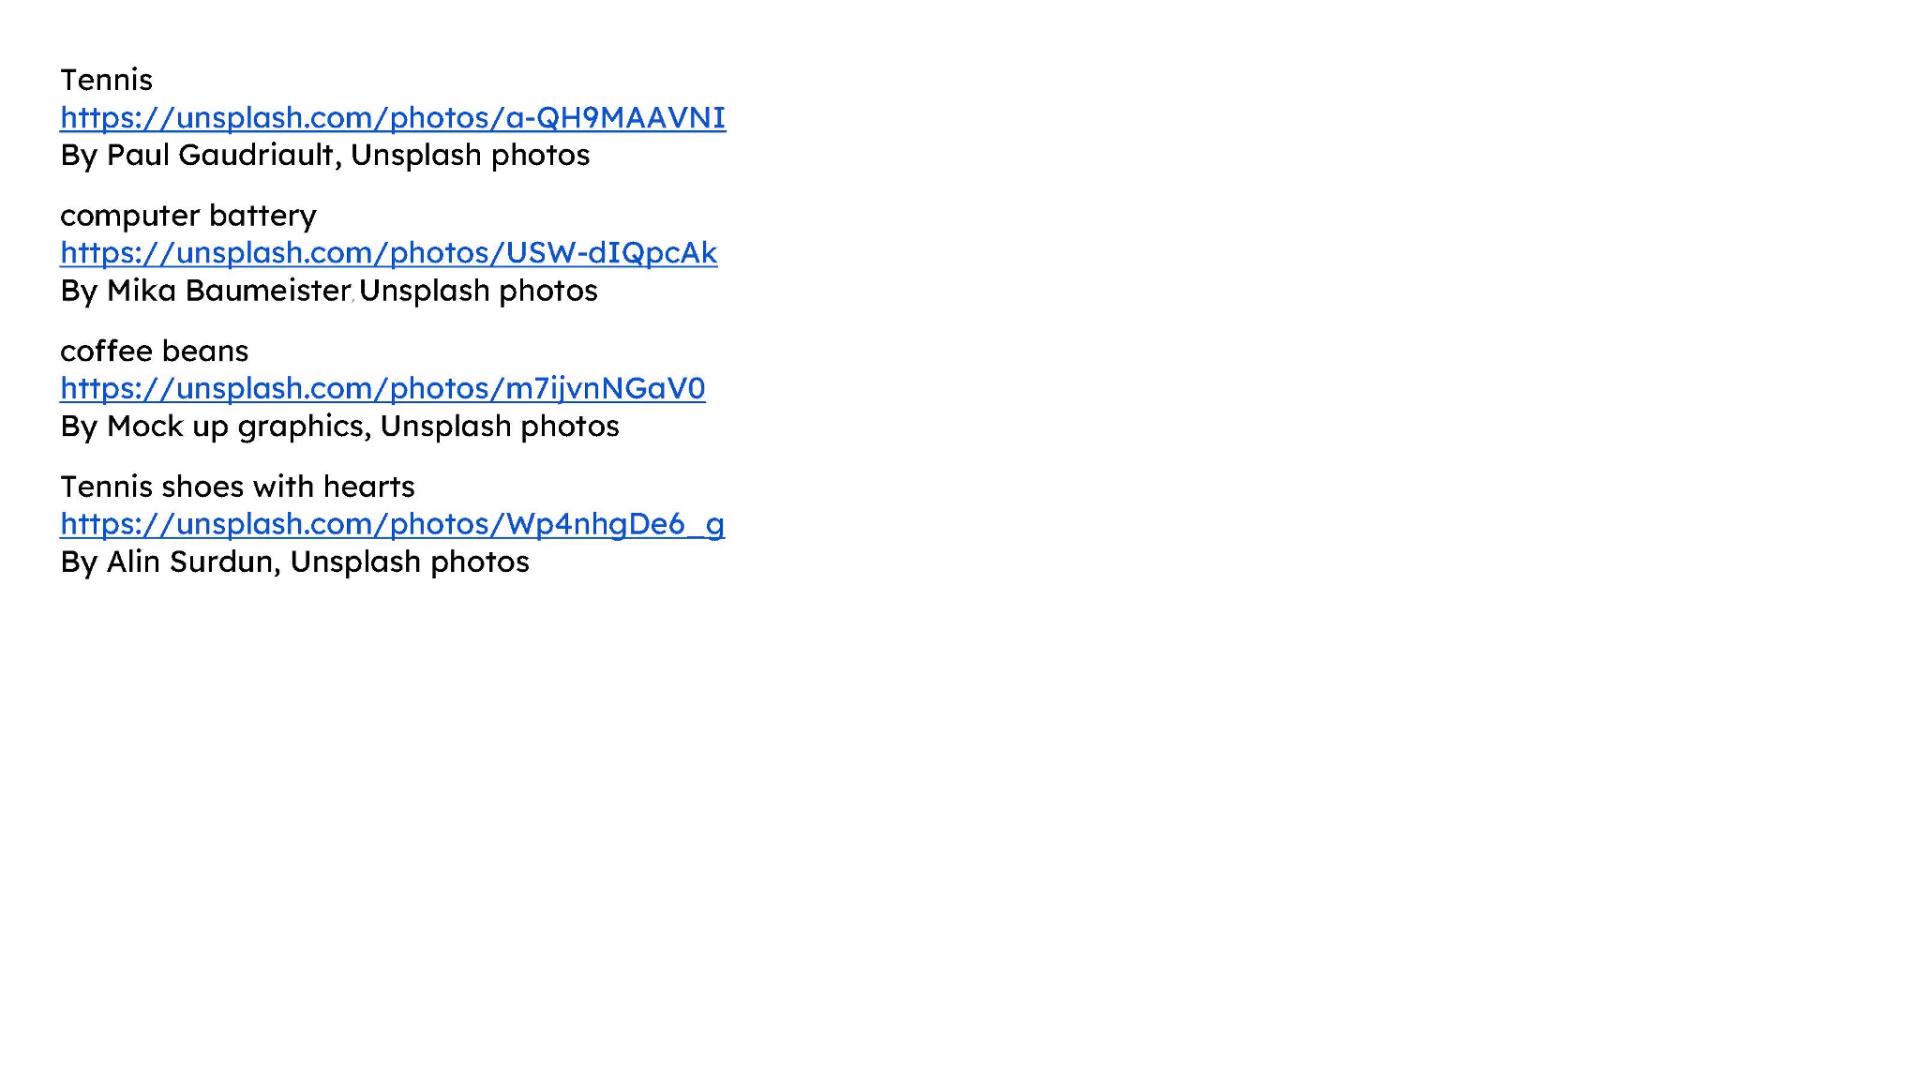 Tennis
https://unsplash.com/photos/a-QH9MAAVNI
By Paul Gaudriault, Unsplash photos
computer battery
https://unsplash.com/photos/USW-dIQpcAk
By Mika Baumeister, Unsplash photos
coffee beans
https://unsplash.com/photos/m7ijvnNGaV0
By Mock up graphics, Unsplash photos
Tennis shoes with hearts
https://unsplash.com/photos/Wp4nhgDe6_g
By Alin Surdun, Unsplash photos